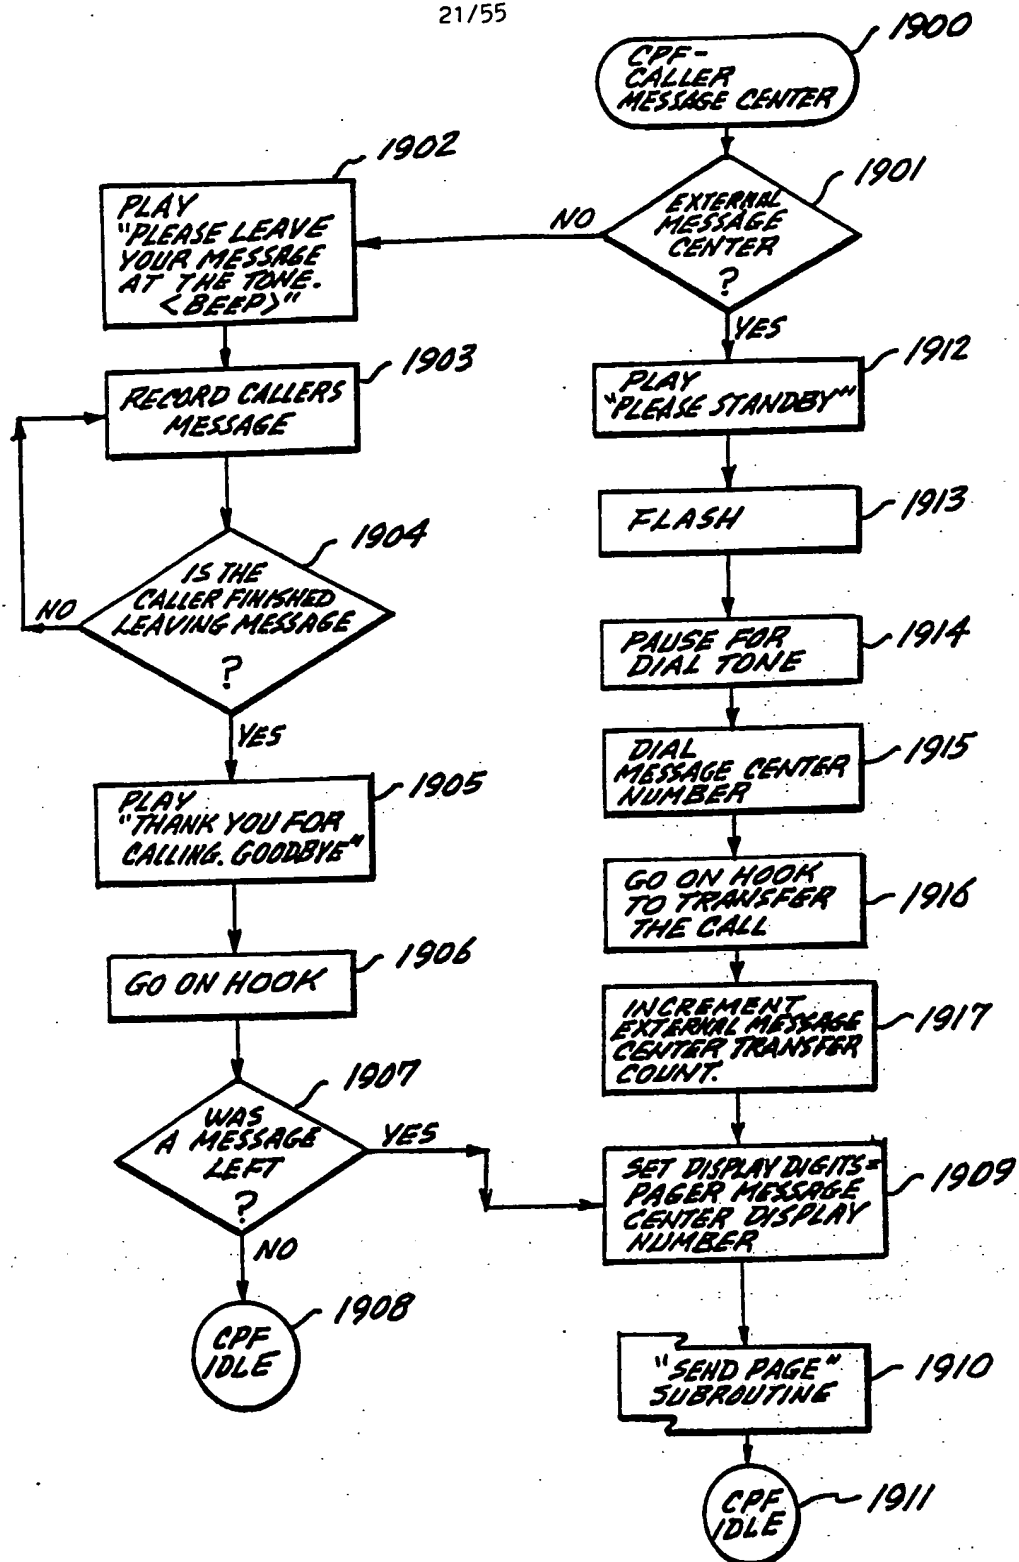 21/55
1900
CPF-
CALLER
MESSAGE CENTER
1901
EXTERNAL
MESSAGE
CENTER
?
NO
YES
1902
PLAY
"PLEASE LEAVE
YOUR MESSAGE
AT THE TONE.
<BEEP>"
1903
RECORD CALLERS
MESSAGE
1904
IS THE
CALLER FINISHED
LEAVING MESSAGE
?
NO
YES
1905
PLAY
"THANK YOU FOR
CALLING. GOODBYE"
1906
GO ON HOOK
1907
WAS
A MESSAGE
LEFT
?
YES
NO
1908
CPF
IDLE
1912
PLAY
"PLEASE STANDBY"
1913
FLASH
1914
PAUSE FOR
DIAL TONE
1915
DIAL
MESSAGE CENTER
NUMBER
1916
GO ON HOOK
TO TRANSFER
THE CALL
1917
INCREMENT
EXTERNAL MESSAGE
CENTER TRANSFER
COUNT.
1909
SET DISPLAY DIGITS=
PAGER MESSAGE
CENTER DISPLAY
NUMBER
1910
"SEND PAGE"
SUBROUTINE
1911
CPF
IDLE